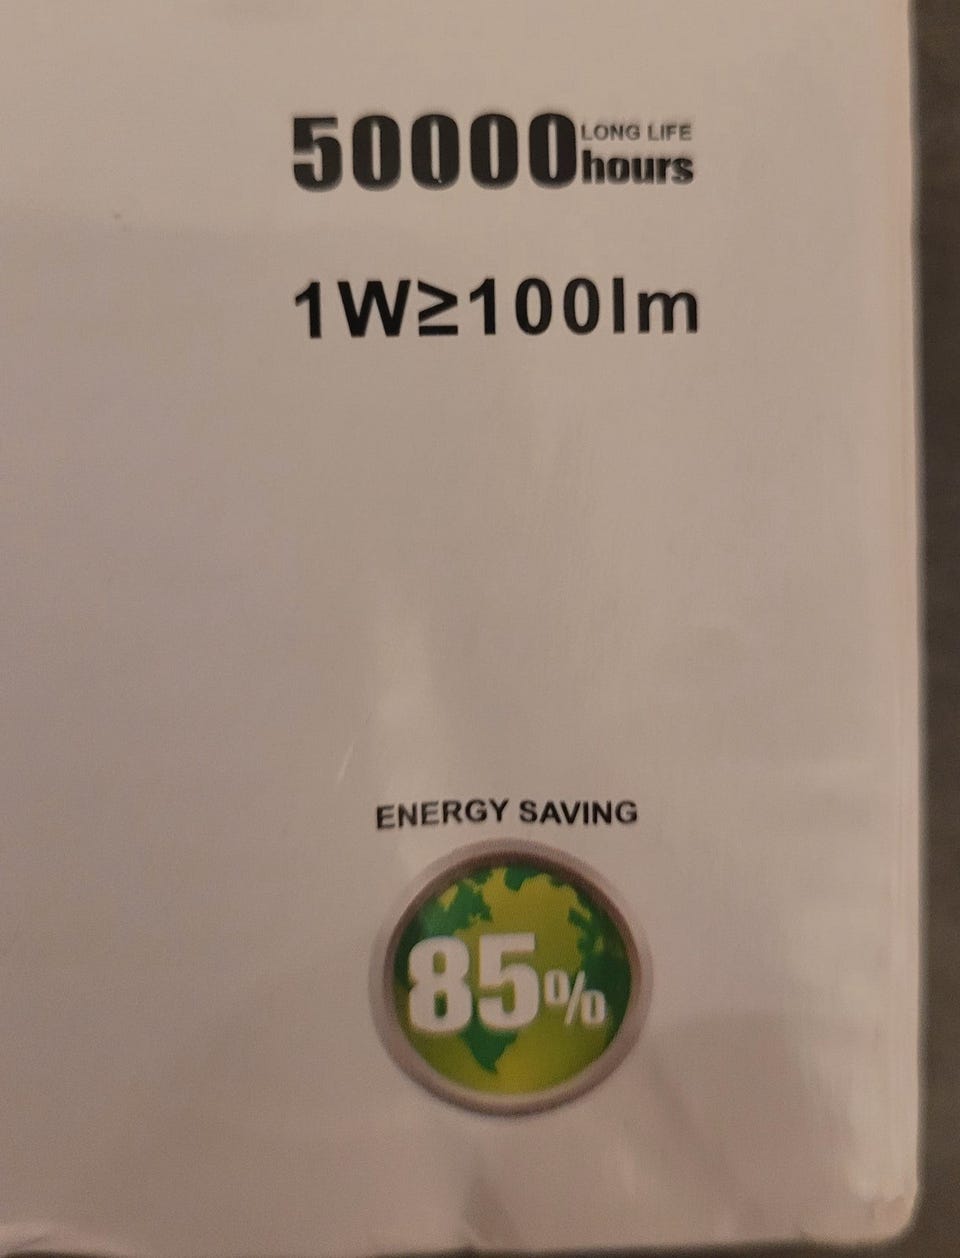 50000 LONG LIFE
hours
1W≥100lm
ENERGY SAVING
85%